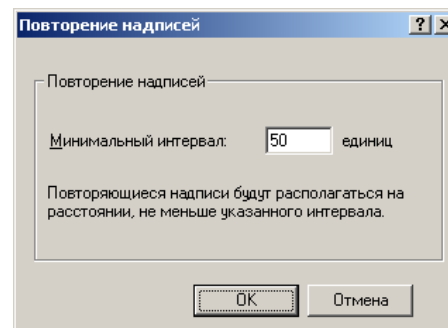 Повторение надписей
Повторение надписей
Минимальный интервал: 50 единиц
Повторяющиеся надписи будут располагаться на
расстоянии, не меньше указанного интервала.
OK Отмена